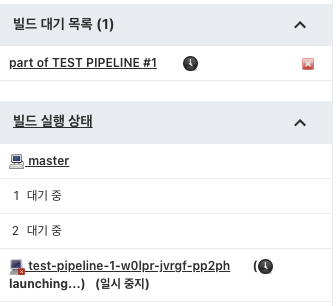 빌드 대기 목록 (1)
part of TEST PIPELINE #1
빌드 실행 상태
master
1 대기 중
2 대기 중
test-pipeline-1-w0lpr-jvrgf-pp2ph (
launching...) (일시 중지)